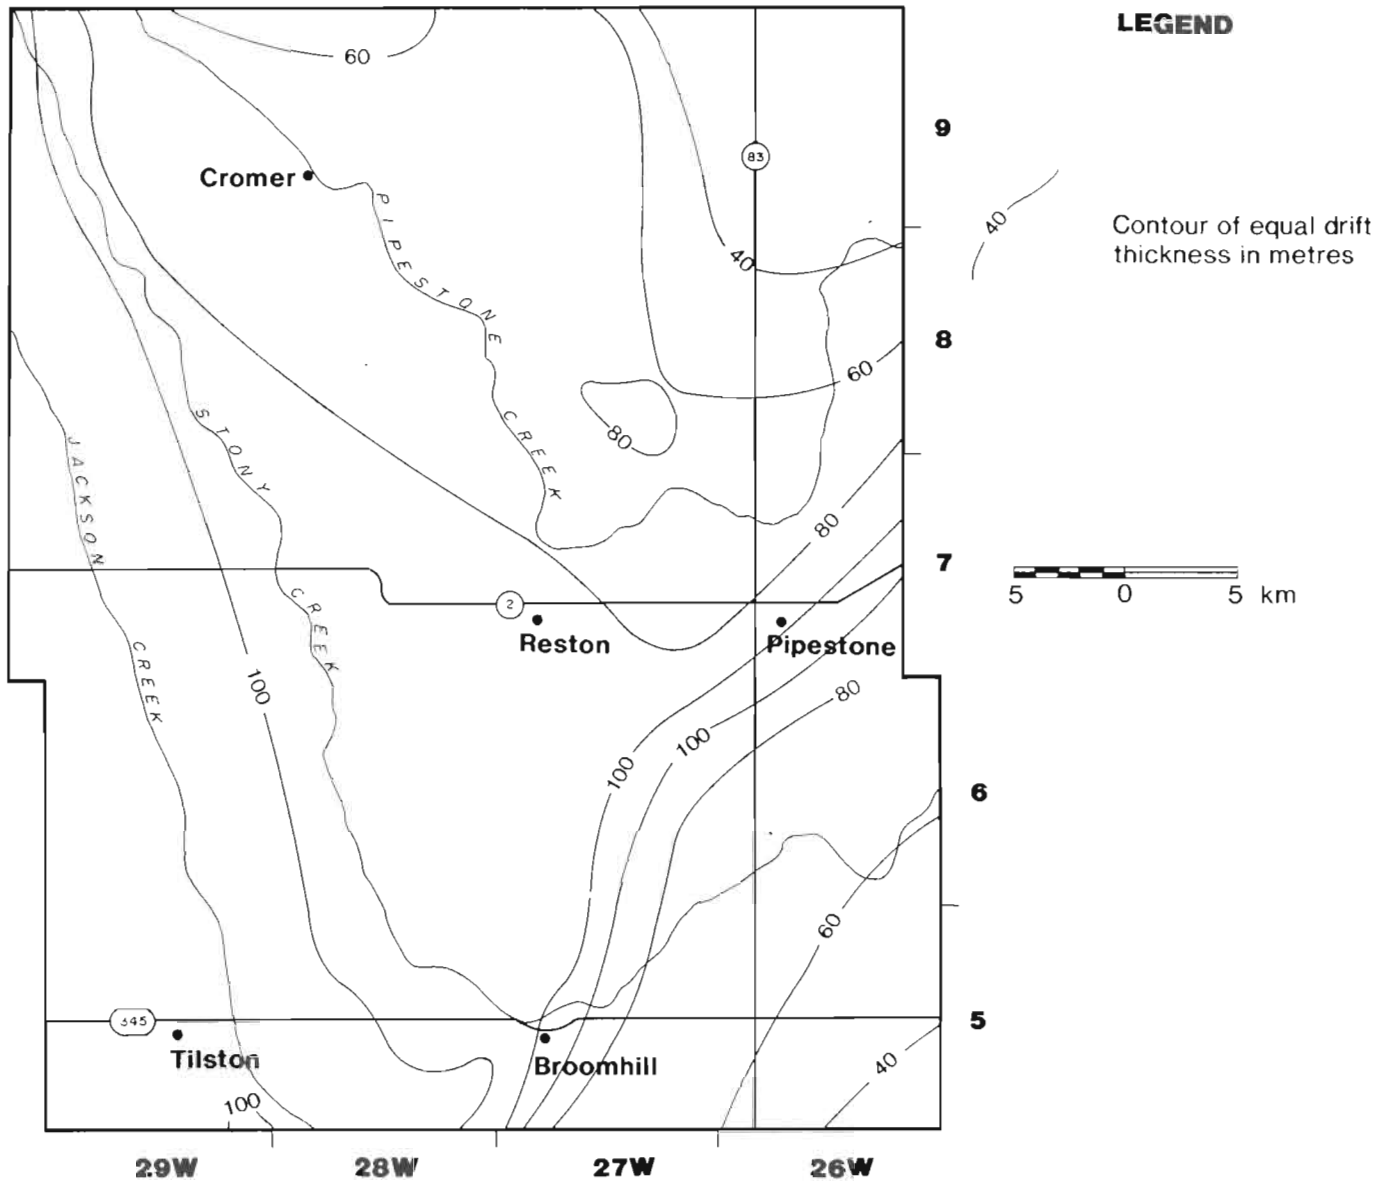 LEGEND
60
9
83
Cromer
40
PIPESTONE
CREEK
40
Contour of equal drift
thickness in metres
8
60
80
STONY
CREEK
JACKSON
CREEK
80
7
5 0 5 km
2
Reston
Pipestone
100
80
100
100
6
60
345
5
Tilston
Broomhill
40
100
29W 28W 27W 26W